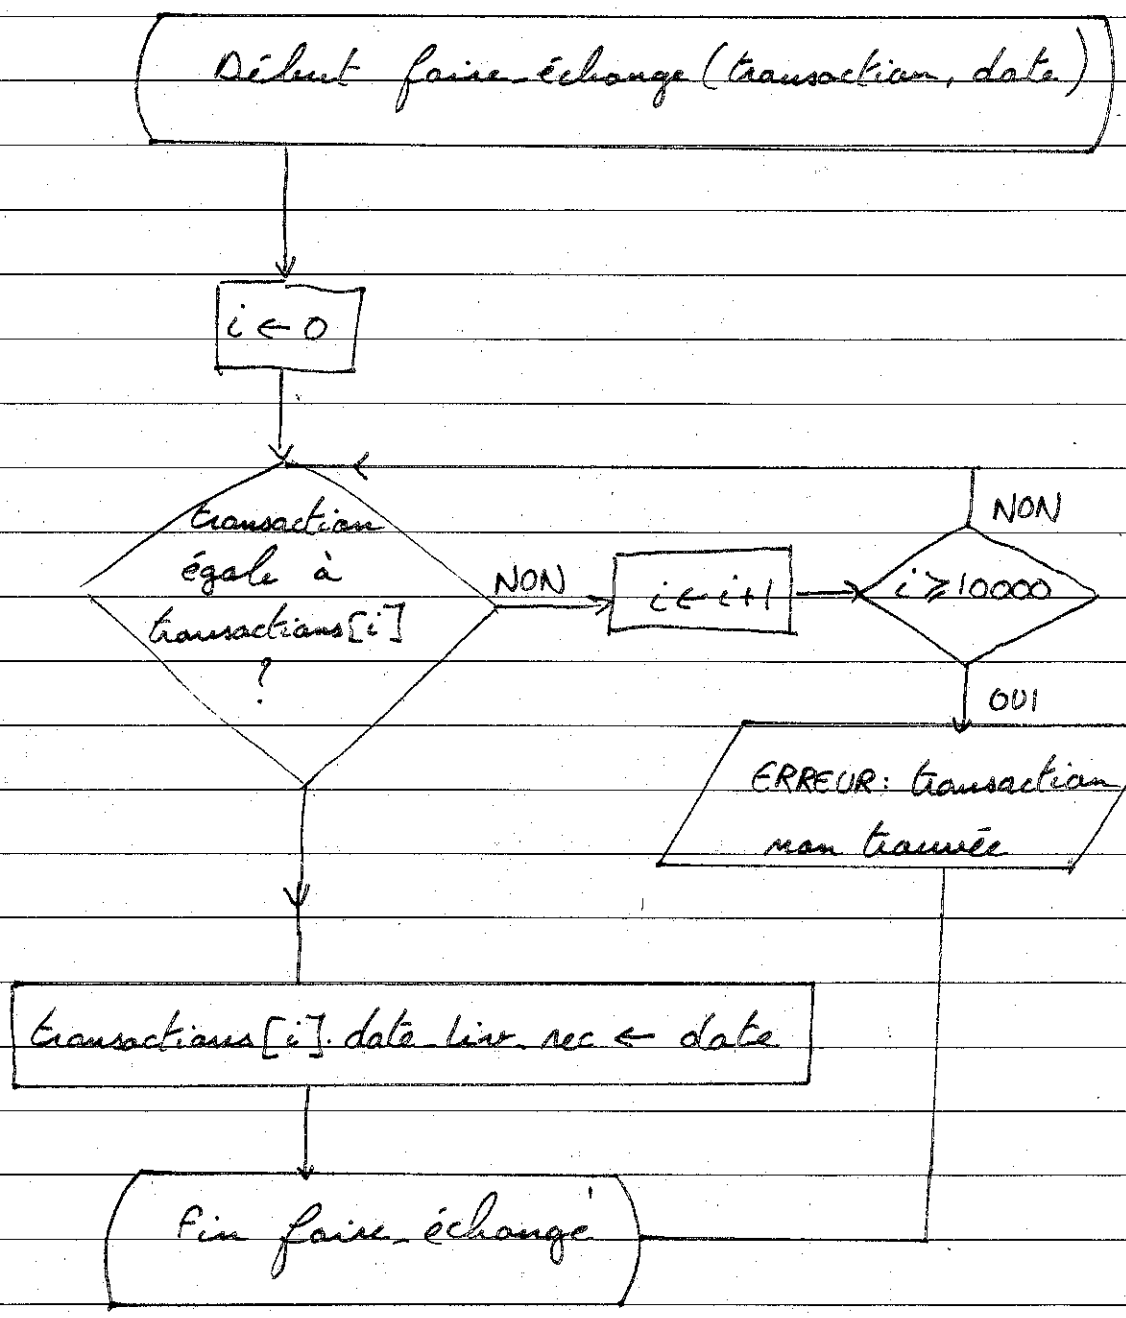 Début faire_échange (transaction, date)
i ← 0
transaction
égale à
transactions[i]
?
NON
i ← i+1
i ⩾ 10000
NON
OUI
ERREUR: transaction
non trouvée
transactions[i].date_liv_rec ← date
Fin faire_échange